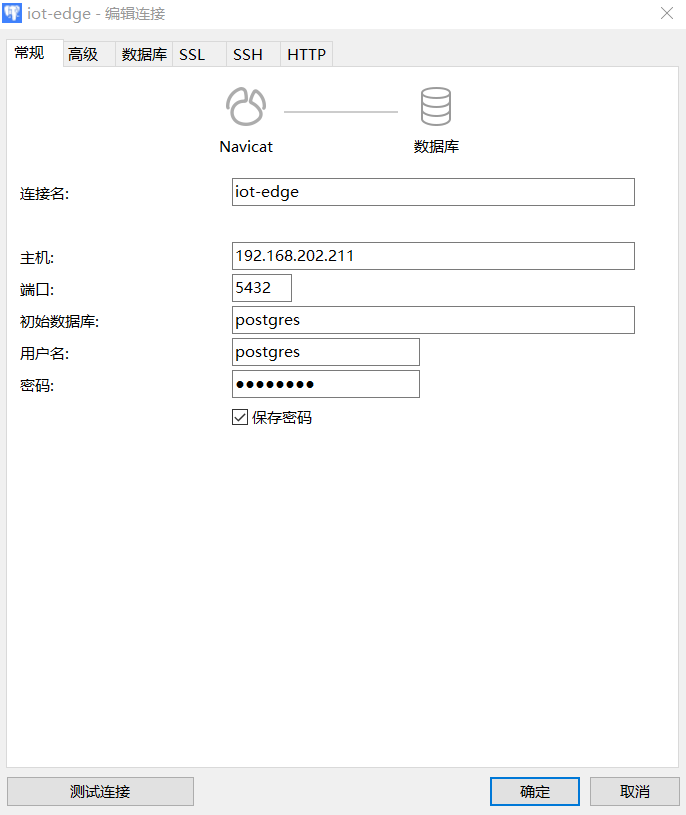 iot-edge - 编辑连接
常规 高级 数据库 SSL SSH HTTP
Navicat 数据库
连接名: iot-edge
主机: 192.168.202.211
端口: 5432
初始数据库: postgres
用户名: postgres
密码: ●●●●●●●●
保存密码
测试连接 确定 取消